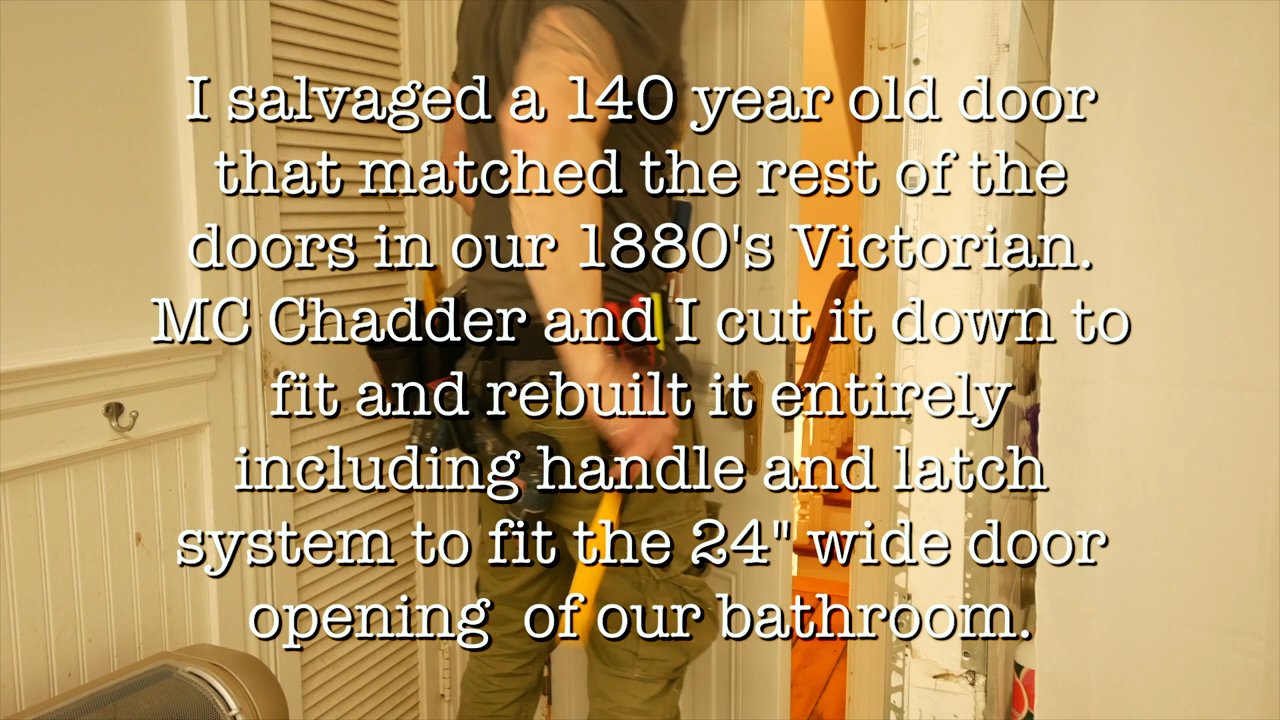 I salvaged a 140 year old door
that matched the rest of the
doors in our 1880's Victorian.
MC Chadder and I cut it down to
fit and rebuilt it entirely
including handle and latch
system to fit the 24" wide door
opening  of our bathroom.